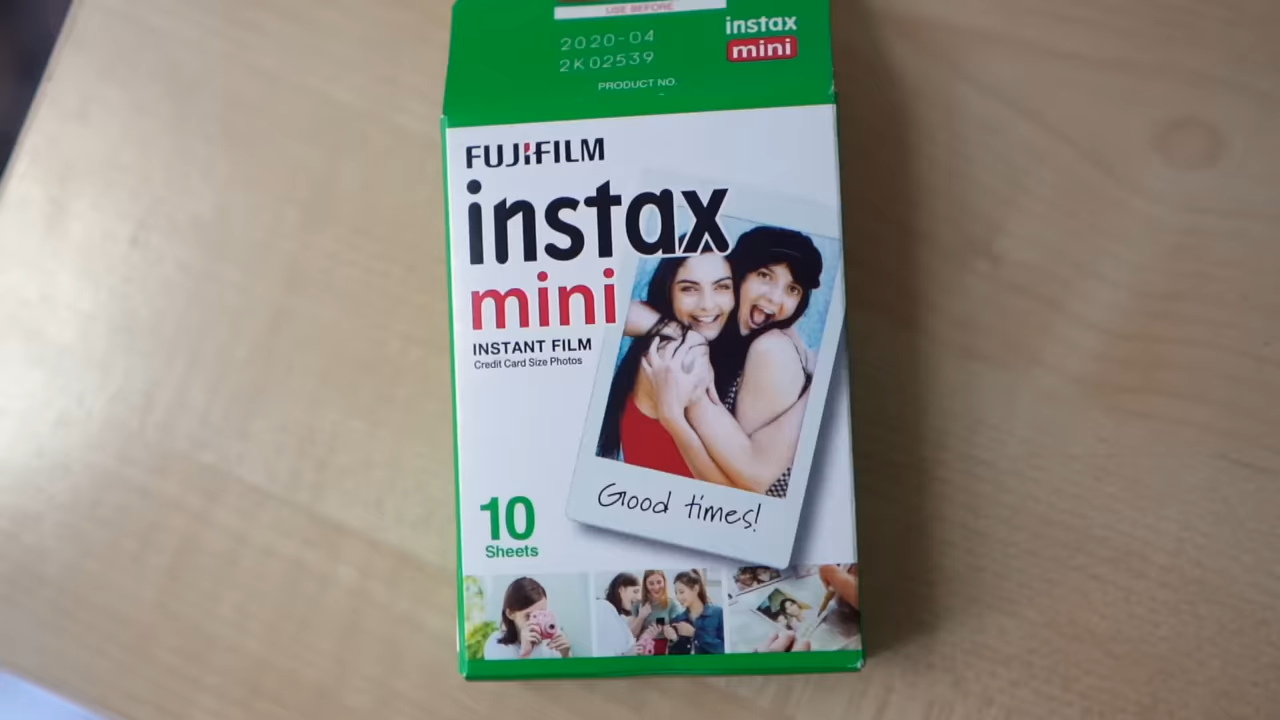 USE BEFORE
2020-04
2K02539
PRODUCT NO.
instax
mini
FUJIFILM
instax
mini
INSTANT FILM
Credit Card Size Photos
Good times!
10
Sheets